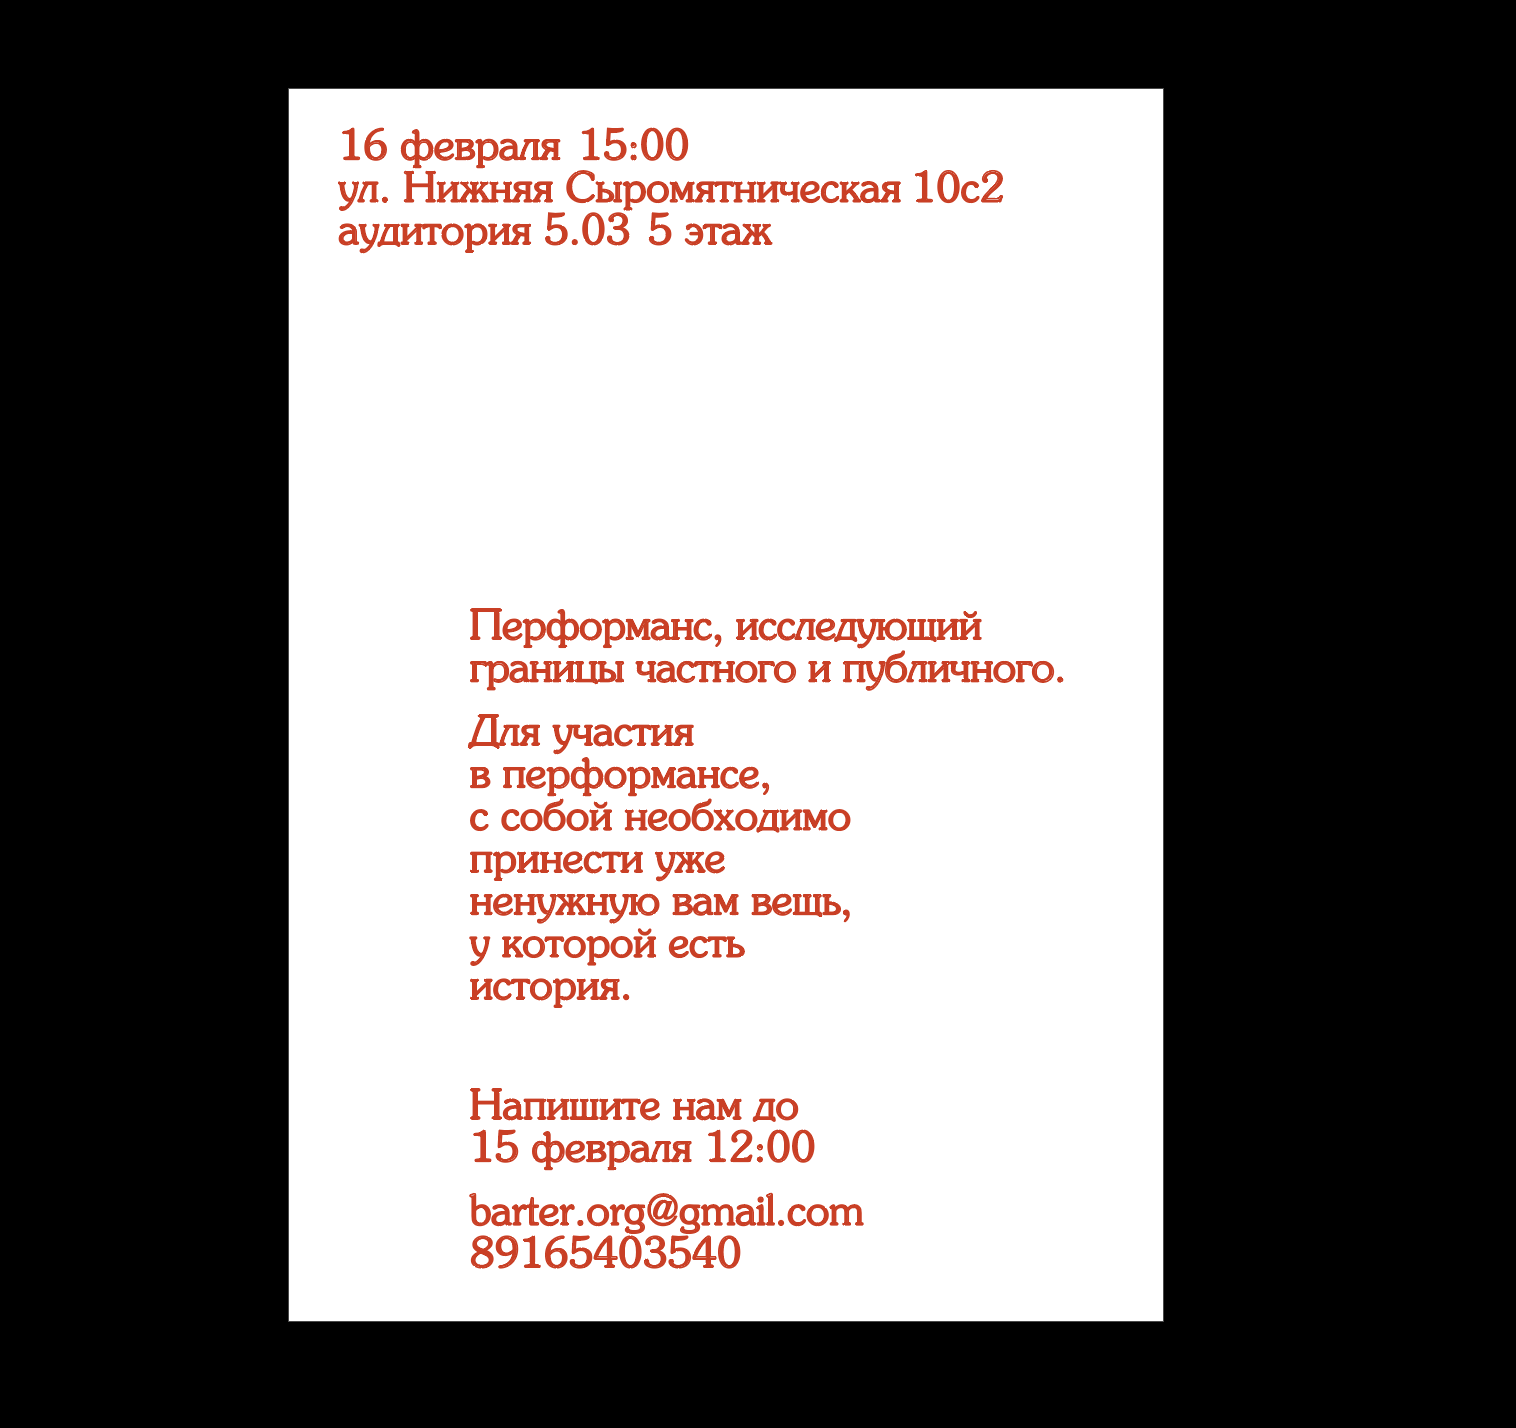 16 февраля 15:00
ул. Нижняя Сыромятническая 10с2
аудитория 5.03 5 этаж
Перформанс, исследующий
границы частного и публичного.
Для участия
в перформансе,
с собой необходимо
принести уже
ненужную вам вещь,
у которой есть
история.
Напишите нам до
15 февраля 12:00
barter.org@gmail.com
89165403540